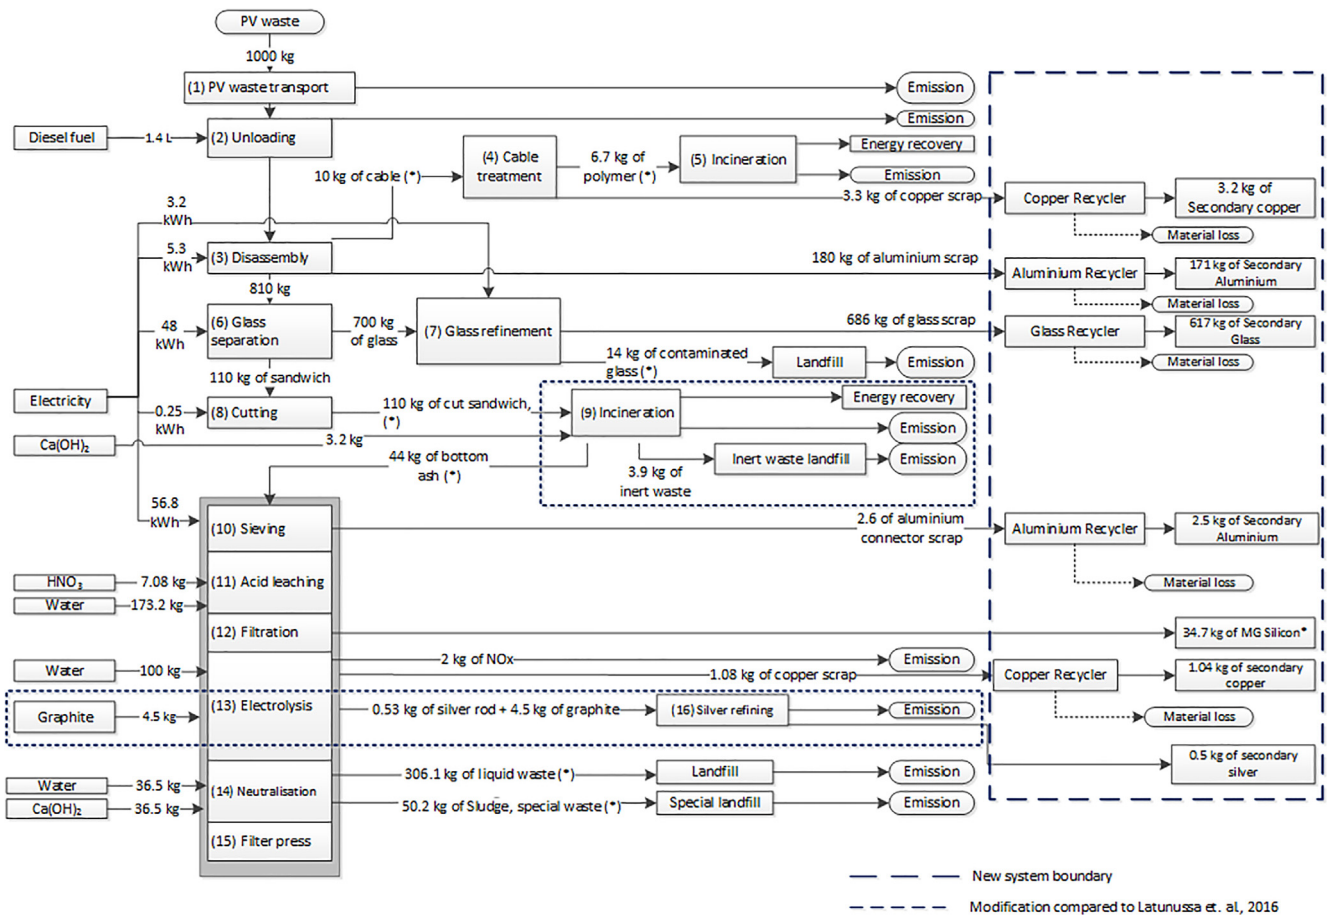 PV waste
1000 kg
(1) PV waste transport
Emission
Diesel fuel
1.4 L
(2) Unloading
Emission
(4) Cable
treatment
6.7 kg of
polymer (*)
(5) Incineration
Energy recovery
Emission
10 kg of cable (*)
3.3 kg of copper scrap
Copper Recycler
3.2 kg of
Secondary copper
Material loss
3.2
kWh
5.3
kWh
(3) Disassembly
180 kg of aluminium scrap
Aluminium Recycler
171 kg of Secondary
Aluminium
Material loss
810 kg
48
kWh
(6) Glass
separation
700 kg
of glass
(7) Glass refinement
686 kg of glass scrap
Glass Recycler
617 kg of Secondary
Glass
Material loss
14 kg of contaminated
glass (*)
Landfill
Emission
110 kg of sandwich
Electricity
0.25
kWh
(8) Cutting
110 kg of cut sandwich,
(*)
(9) Incineration
Energy recovery
Emission
Ca(OH)2
3.2 kg
44 kg of bottom
ash (*)
3.9 kg of
inert waste
Inert waste landfill
Emission
56.8
kWh
(10) Sieving
2.6 of aluminium
connector scrap
Aluminium Recycler
2.5 kg of Secondary
Aluminium
Material loss
HNO3
7.08 kg
Water
173.2 kg
(11) Acid leaching
(12) Filtration
34.7 kg of MG Silicon*
Water
100 kg
2 kg of NOx
Emission
1.08 kg of copper scrap
Copper Recycler
1.04 kg of secondary
copper
Material loss
Graphite
4.5 kg
(13) Electrolysis
0.53 kg of silver rod + 4.5 kg of graphite
(16) Silver refining
Emission
0.5 kg of secondary
silver
Water
36.5 kg
Ca(OH)2
36.5 kg
(14) Neutralisation
306.1 kg of liquid waste (*)
Landfill
Emission
50.2 kg of Sludge, special waste (*)
Special landfill
Emission
(15) Filter press
New system boundary
Modification compared to Latunussa et. al., 2016